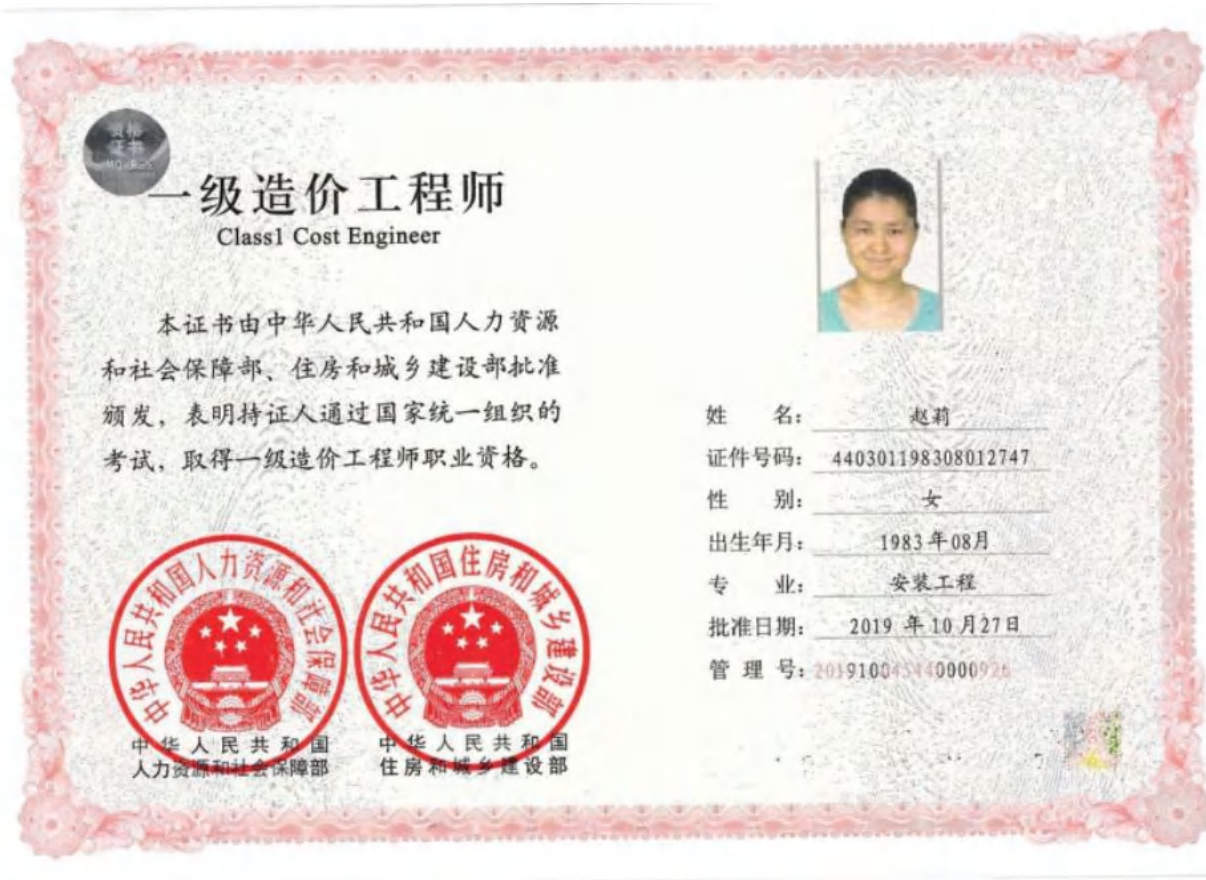 资格
证书
一级造价工程师
Class1 Cost Engineer
本证书由中华人民共和国人力资源
和社会保障部、住房和城乡建设部批准
颁发，表明持证人通过国家统一组织的
考试，取得一级造价工程师职业资格。
姓 名： 赵莉
证件号码： 440301198308012747
性 别： 女
出生年月： 1983年08月
专 业： 安装工程
批准日期： 2019 年 10 月27日
管 理 号：201910045440000926
中华人民共和国人力资源和社会保障部
中华人民共和国住房和城乡建设部
中华人民共和国
人力资源和社会保障部
中华人民共和国
住房和城乡建设部